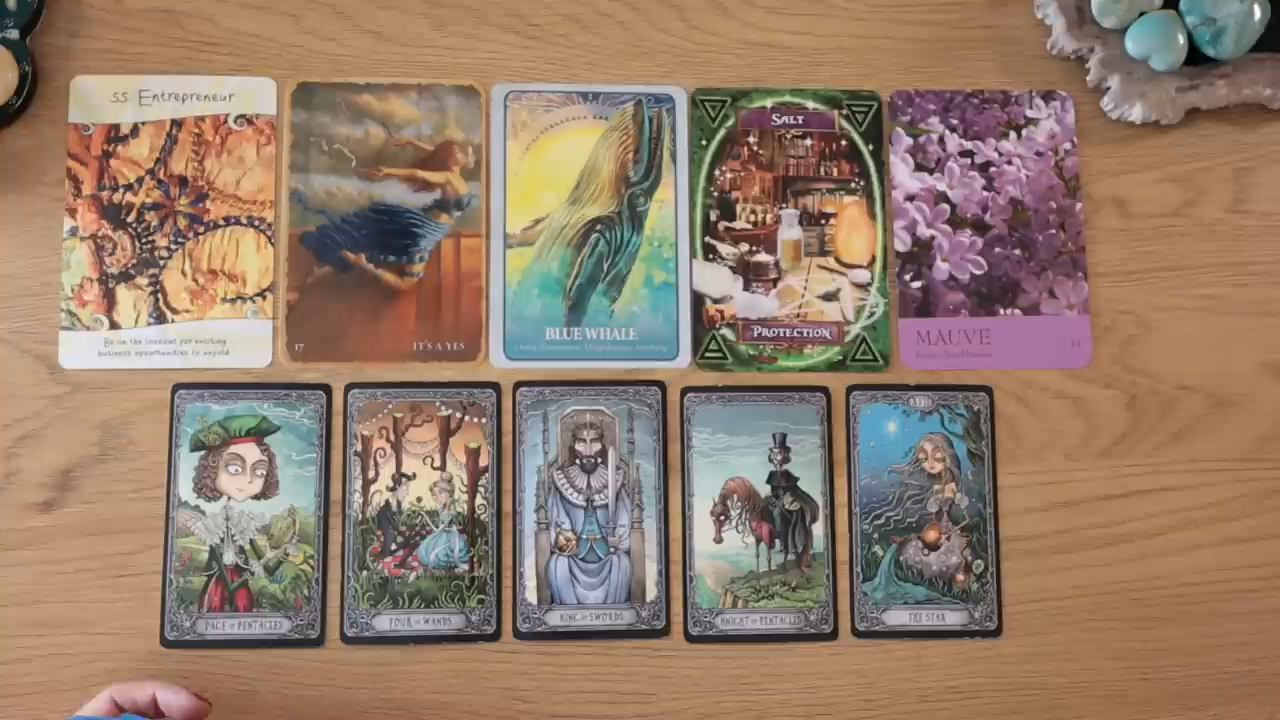 55. Entrepreneur
Be on the lookout for exciting
business opportunities to unfold
17
IT'S A YES
BLUE WHALE
SALT
PROTECTION
MAUVE
PAGE OF PENTACLES
FOUR OF WANDS
KING OF SWORDS
KNIGHT OF PENTACLES
XVII
THE STAR